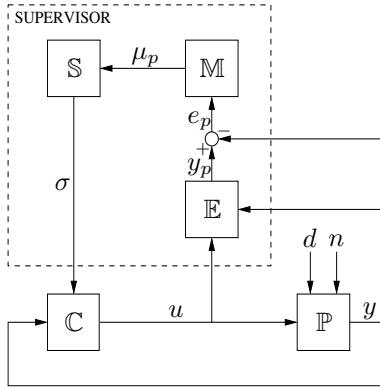 SUPERVISOR
𝕊
μ_p
𝕄
e_p
−
+
y_p
σ
𝔼
d
n
ℂ
u
ℙ
y